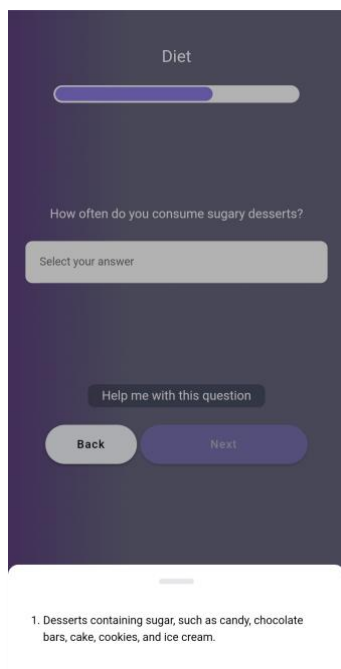 Diet
How often do you consume sugary desserts?
Select your answer
Help me with this question
Back
Next
1. Desserts containing sugar, such as candy, chocolate
bars, cake, cookies, and ice cream.